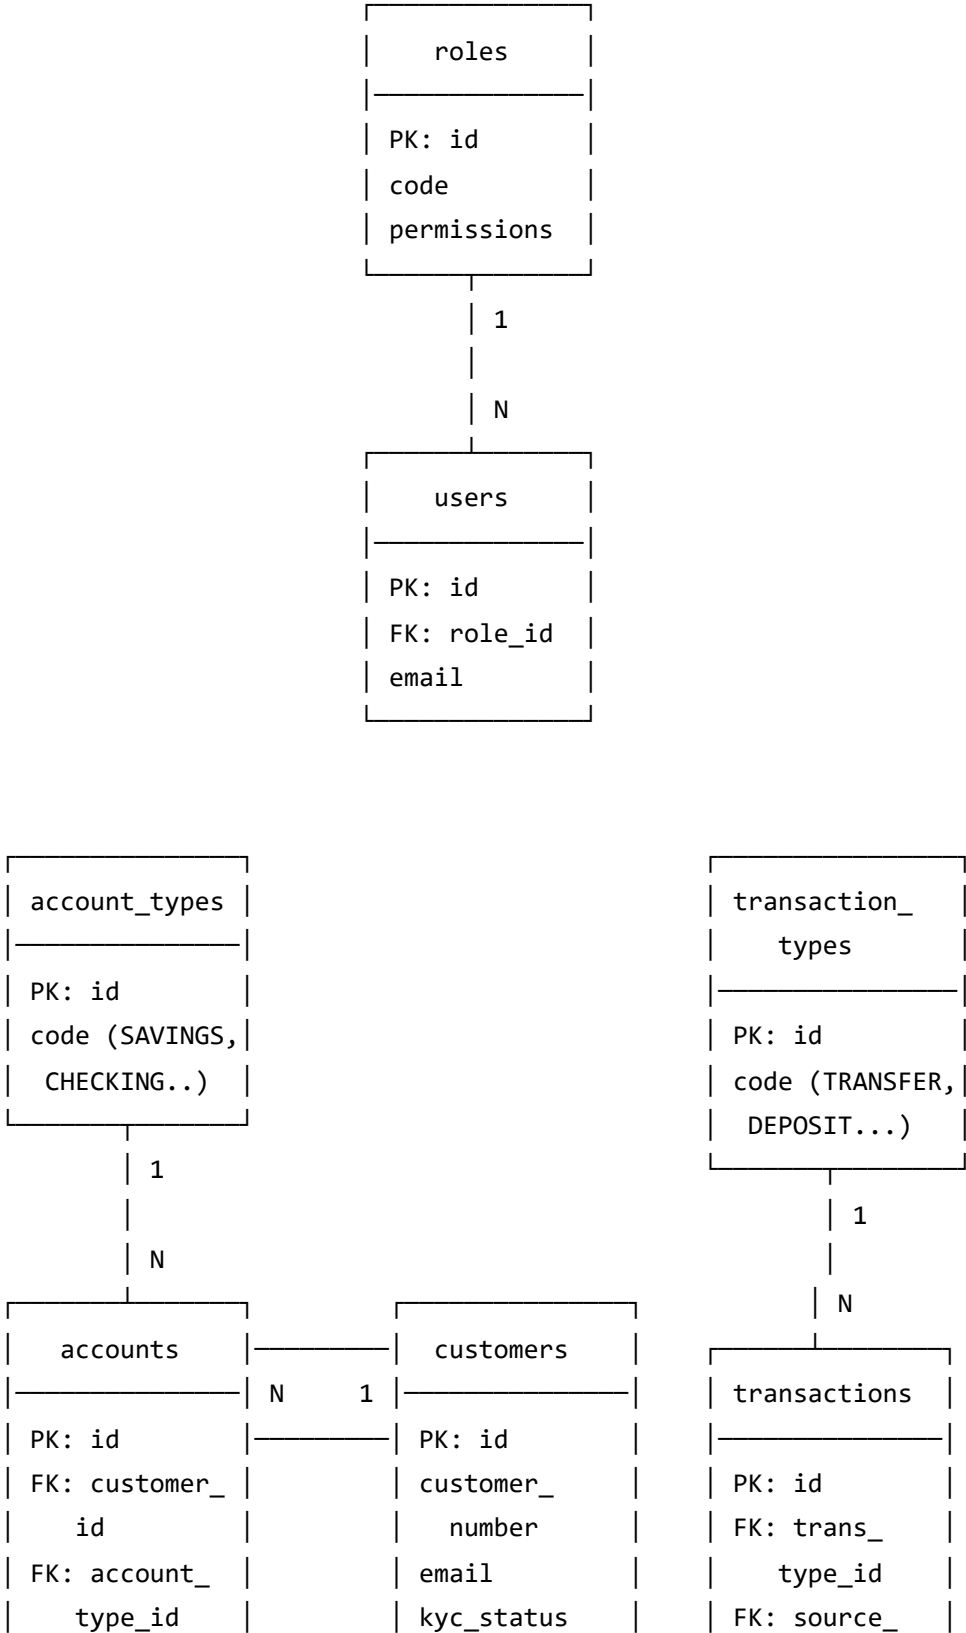 roles
PK: id
code
permissions
1
N
users
PK: id
FK: role_id
email
account_types
PK: id
code (SAVINGS,
CHECKING..)
1
N
transaction_
types
PK: id
code (TRANSFER,
DEPOSIT...)
1
N
accounts
PK: id
FK: customer_
id
FK: account_
type_id
N 1
customers
PK: id
customer_
number
email
kyc_status
transactions
PK: id
FK: trans_
type_id
FK: source_